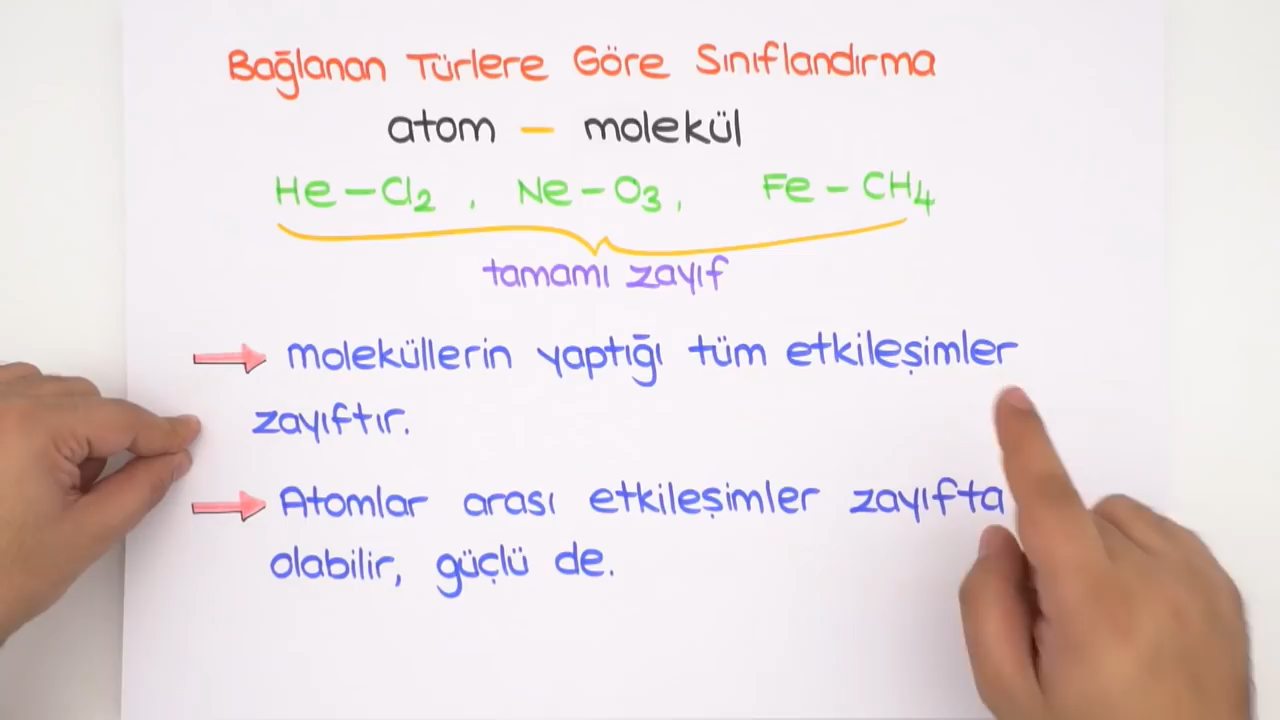 Bağlanan Türlere Göre Sınıflandırma
atom - molekül
He-Cl₂ , Ne-O₃, Fe-CH₄
tamamı zayıf
moleküllerin yaptığı tüm etkileşimler
zayıftır.
Atomlar arası etkileşimler zayıfta
olabilir, güçlü de.